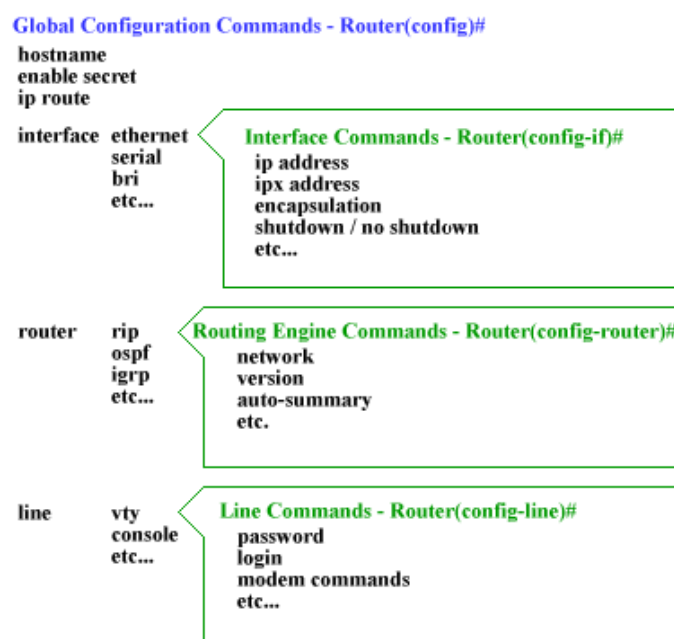 Global Configuration Commands - Router(config)#
hostname
enable secret
ip route
interface ethernet
serial
bri
etc...
Interface Commands - Router(config-if)#
ip address
ipx address
encapsulation
shutdown / no shutdown
etc...
router rip
ospf
igrp
etc...
Routing Engine Commands - Router(config-router)#
network
version
auto-summary
etc.
line vty
console
etc...
Line Commands - Router(config-line)#
password
login
modem commands
etc...